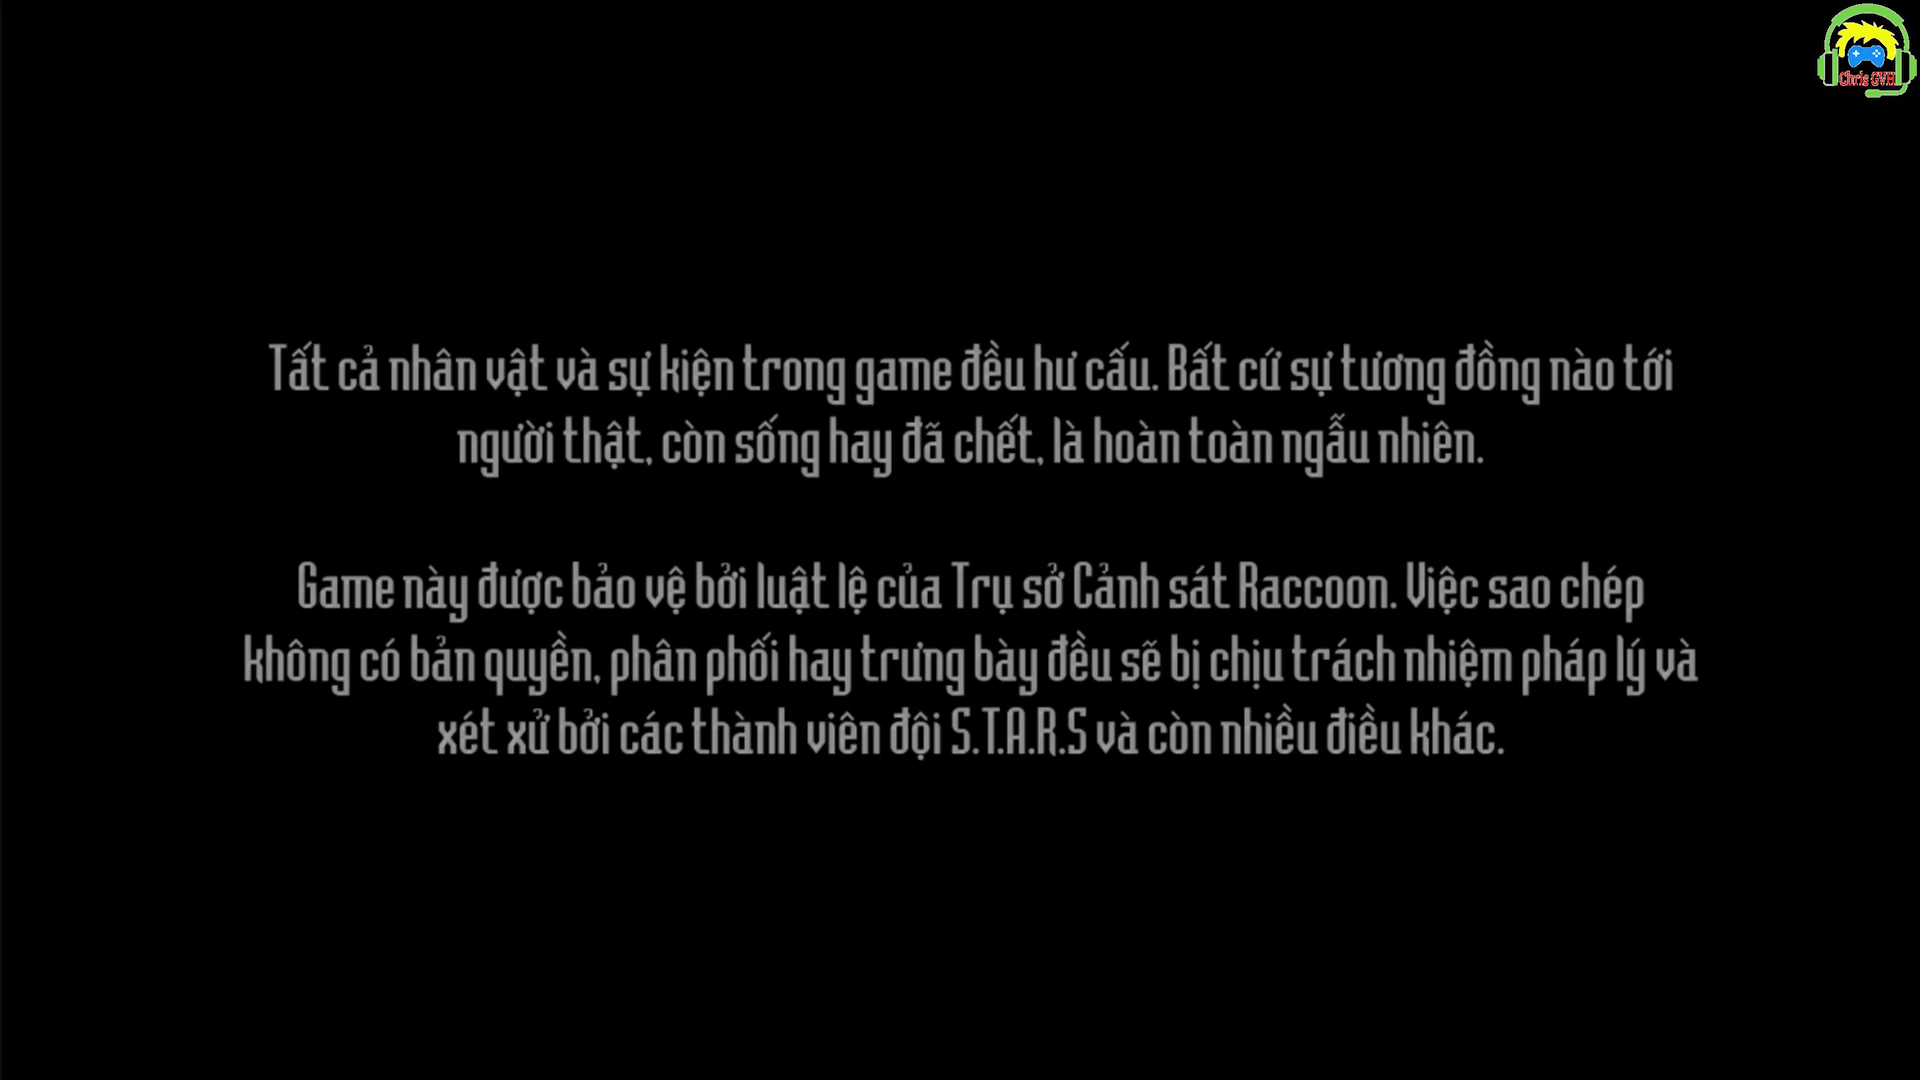 Chris GVH
Tất cả nhân vật và sự kiện trong game đều hư cấu. Bất cứ sự tương đồng nào tới
người thật, còn sống hay đã chết, là hoàn toàn ngẫu nhiên.
Game này được bảo vệ bởi luật lệ của Trụ sở Cảnh sát Raccoon. Việc sao chép
không có bản quyền, phân phối hay trưng bày đều sẽ bị chịu trách nhiệm pháp lý và
xét xử bởi các thành viên đội S.T.A.R.S và còn nhiều điều khác.